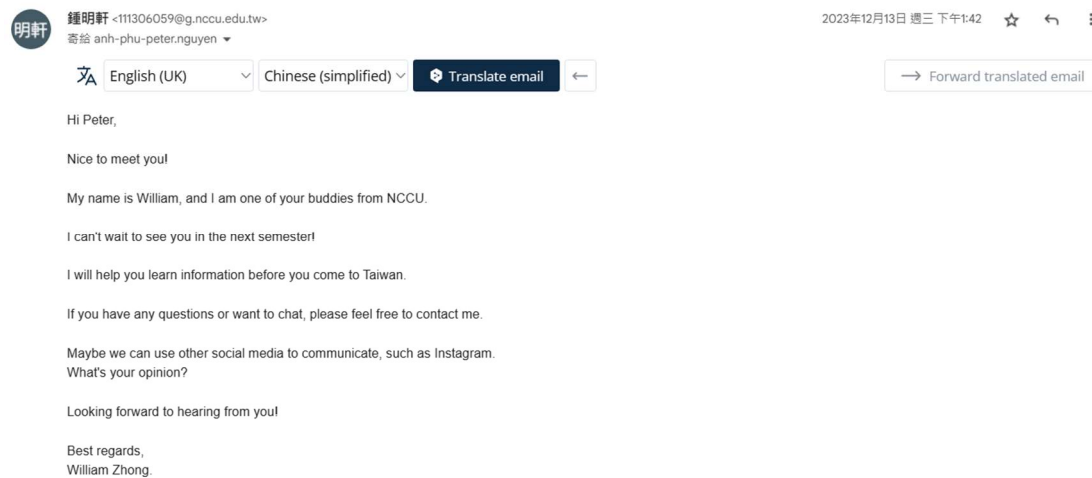 明軒
鍾明軒 <111306059@g.nccu.edu.tw>
2023年12月13日 週三 下午1:42
寄給 anh-phu-peter.nguyen
English (UK)
Chinese (simplified)
Translate email
Forward translated email
Hi Peter,
Nice to meet you!
My name is William, and I am one of your buddies from NCCU.
I can't wait to see you in the next semester!
I will help you learn information before you come to Taiwan.
If you have any questions or want to chat, please feel free to contact me.
Maybe we can use other social media to communicate, such as Instagram.
What's your opinion?
Looking forward to hearing from you!
Best regards,
William Zhong.